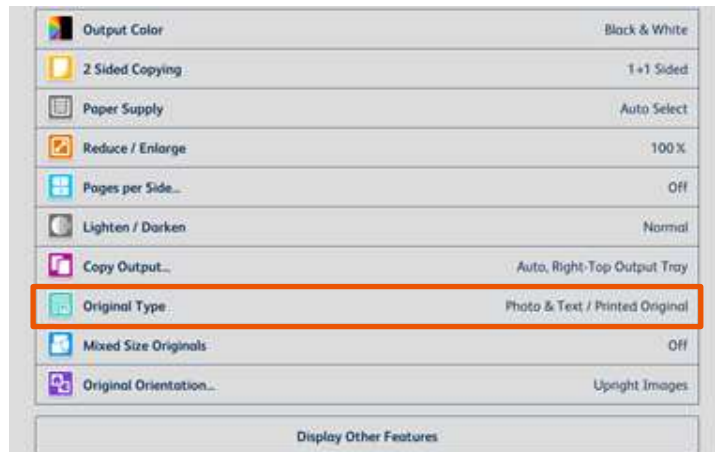 Output Color Black & White
2 Sided Copying 1→1 Sided
Paper Supply Auto Select
Reduce / Enlarge 100 %
Pages per Side... Off
Lighten / Darken Normal
Copy Output... Auto, Right-Top Output Tray
Original Type Photo & Text / Printed Original
Mixed Size Originals Off
Original Orientation... Upright Images
Display Other Features